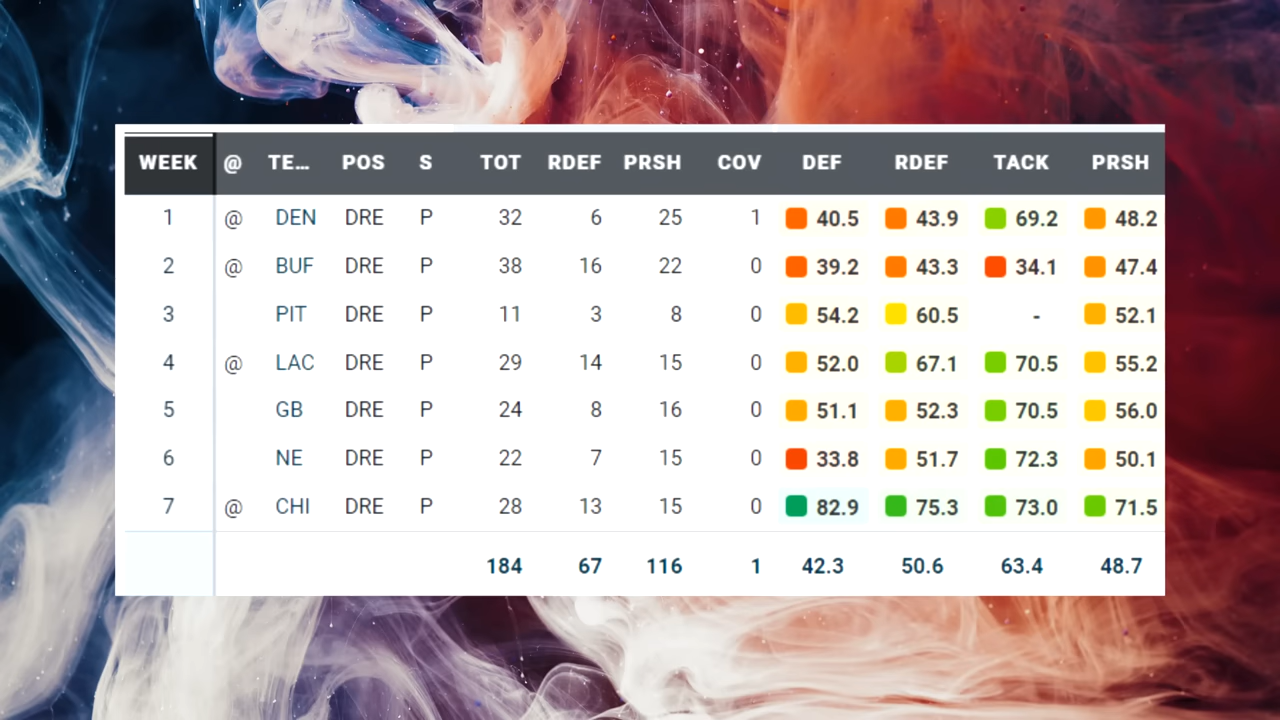 WEEK @ TE... POS S TOT RDEF PRSH COV DEF RDEF TACK PRSH
1 @ DEN DRE P 32 6 25 1 40.5 43.9 69.2 48.2
2 @ BUF DRE P 38 16 22 0 39.2 43.3 34.1 47.4
3 PIT DRE P 11 3 8 0 54.2 60.5 - 52.1
4 @ LAC DRE P 29 14 15 0 52.0 67.1 70.5 55.2
5 GB DRE P 24 8 16 0 51.1 52.3 70.5 56.0
6 NE DRE P 22 7 15 0 33.8 51.7 72.3 50.1
7 @ CHI DRE P 28 13 15 0 82.9 75.3 73.0 71.5
184 67 116 1 42.3 50.6 63.4 48.7